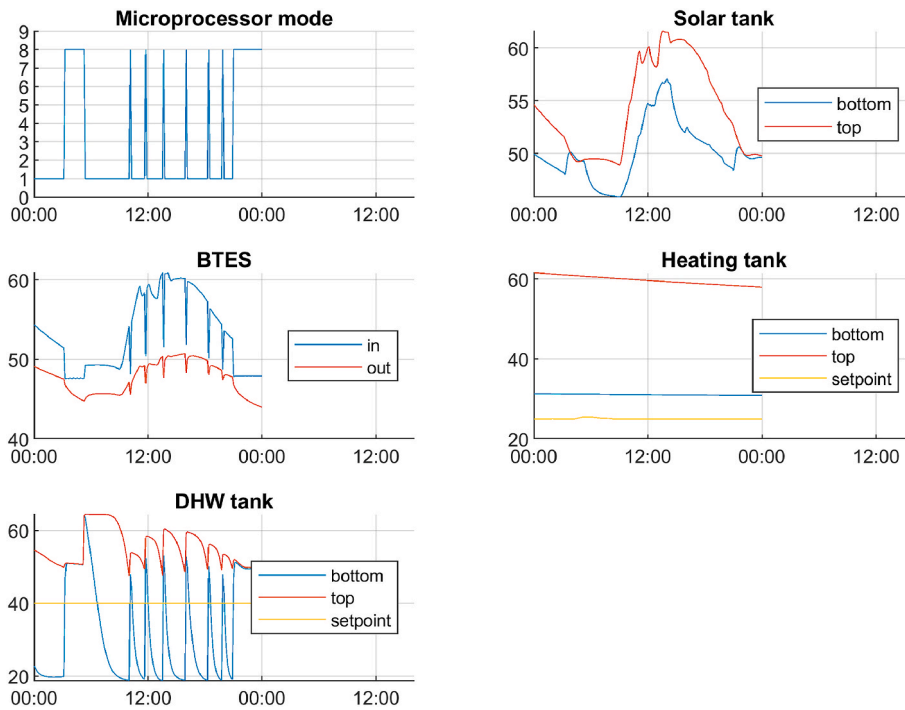 Microprocessor mode
9
8
7
6
5
4
3
2
1
0
00:00 12:00 00:00 12:00
Solar tank
60
55
50
bottom
top
00:00 12:00 00:00 12:00
BTES
60
50
40
in
out
00:00 12:00 00:00 12:00
Heating tank
60
40
20
bottom
top
setpoint
00:00 12:00 00:00 12:00
DHW tank
60
40
20
bottom
top
setpoint
00:00 12:00 00:00 12:00